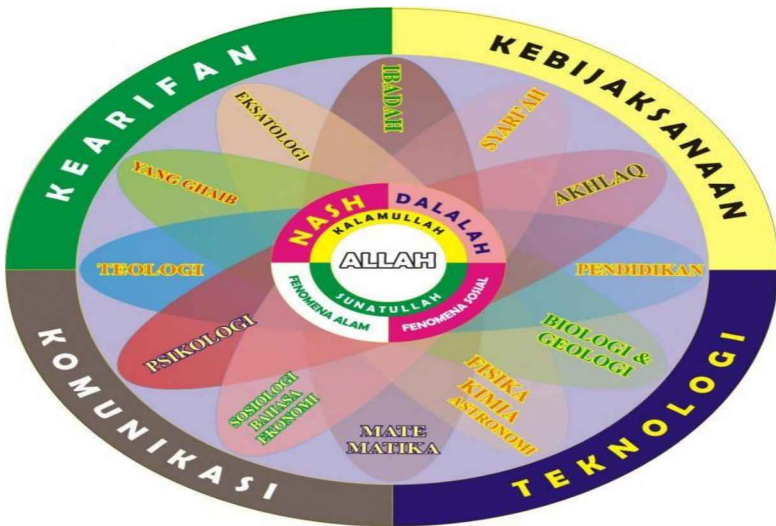 KEARIFAN
KEBIJAKSANAAN
TEKNOLOGI
KOMUNIKASI
IBADAH
SYARI'AH
AKHLAQ
PENDIDIKAN
BIOLOGI &
GEOLOGI
FISIKA
KIMIA
ASTRONOMI
MATE
MATIKA
SOSIOLOGI
BAHASA
EKONOMI
PSIKOLOGI
TEOLOGI
YANG GHAIB
EKSATOLOGI
NASH
DALALAH
KALAMULLAH
ALLAH
SUNATULLAH
FENOMENA ALAM
FENOMENA SOSIAL